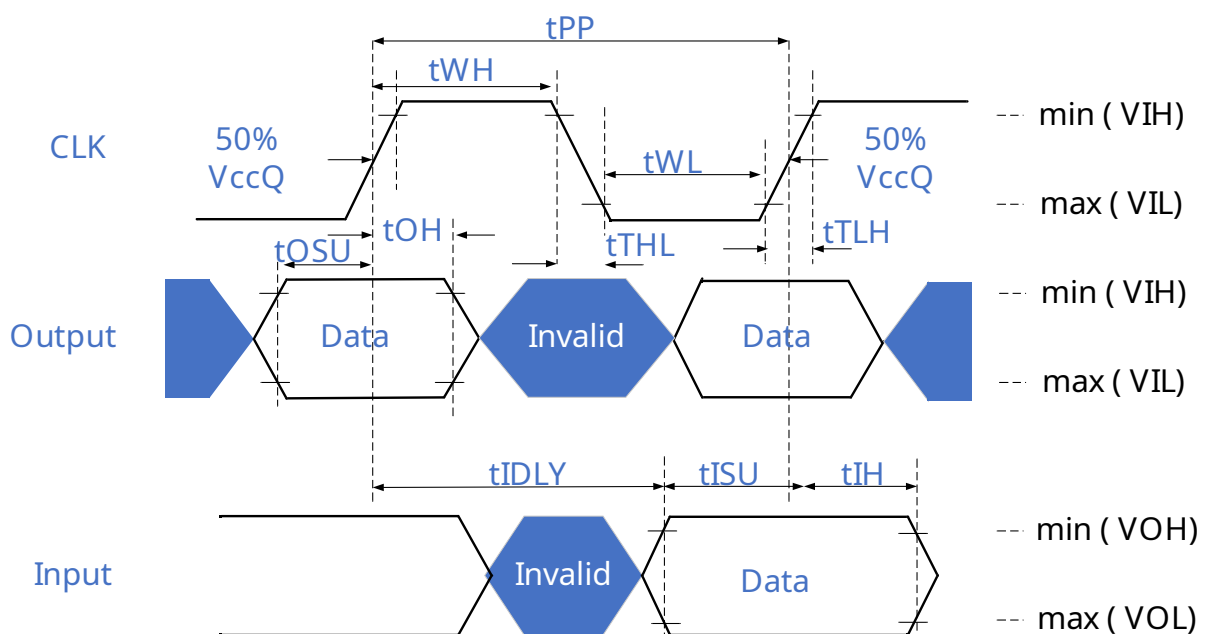 tPP
tWH
CLK
50%
VccQ
tWL
50%
VccQ
min ( VIH)
max ( VIL)
tOH
tOSU
tTHL
tTLH
Output
Data
Invalid
Data
min ( VIH)
max ( VIL)
tIDLY
tISU
tIH
Input
Invalid
Data
min ( VOH)
max ( VOL)